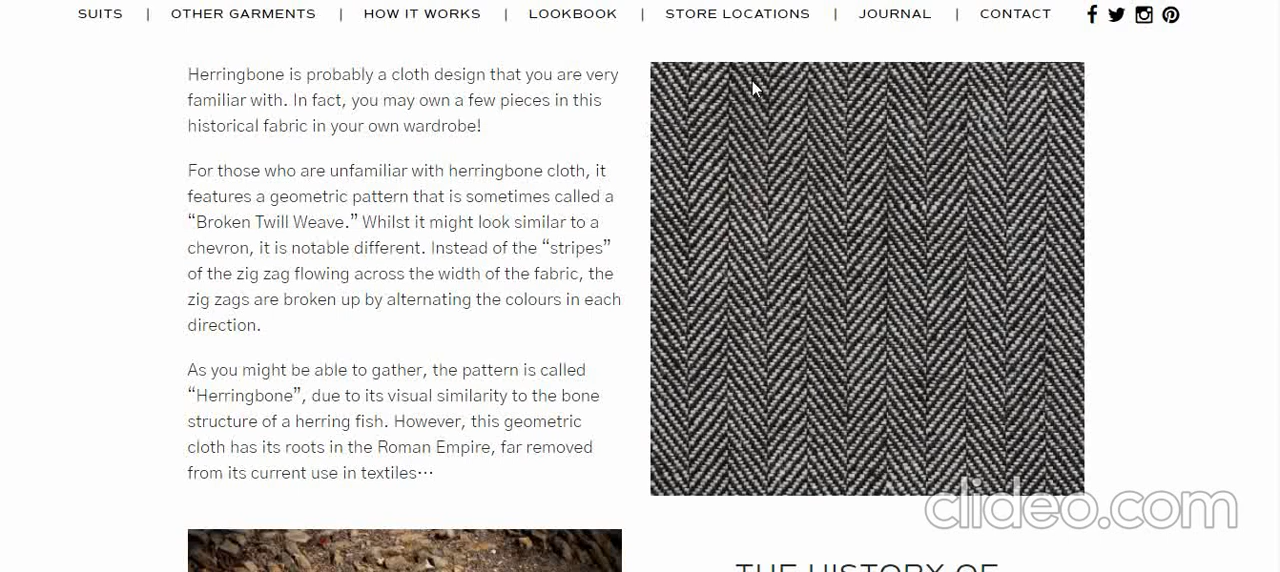 SUITS | OTHER GARMENTS | HOW IT WORKS | LOOKBOOK | STORE LOCATIONS | JOURNAL | CONTACT
Herringbone is probably a cloth design that you are very
familiar with. In fact, you may own a few pieces in this
historical fabric in your own wardrobe!
For those who are unfamiliar with herringbone cloth, it
features a geometric pattern that is sometimes called a
“Broken Twill Weave.” Whilst it might look similar to a
chevron, it is notable different. Instead of the “stripes”
of the zig zag flowing across the width of the fabric, the
zig zags are broken up by alternating the colours in each
direction.
As you might be able to gather, the pattern is called
“Herringbone”, due to its visual similarity to the bone
structure of a herring fish. However, this geometric
cloth has its roots in the Roman Empire, far removed
from its current use in textiles…
clideo.com
THE HISTORY OF